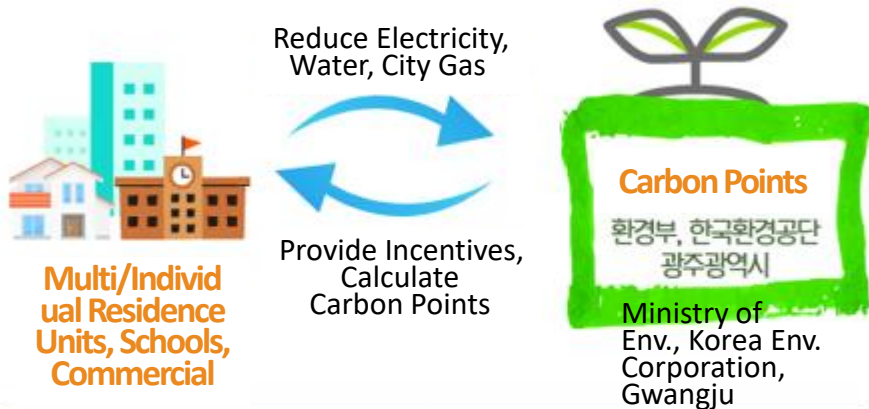 Reduce Electricity,
Water, City Gas
Provide Incentives,
Calculate
Carbon Points
Multi/Individ
ual Residence
Units, Schools,
Commercial
Carbon Points
환경부, 한국환경공단
광주광역시
Ministry of
Env., Korea Env.
Corporation,
Gwangju